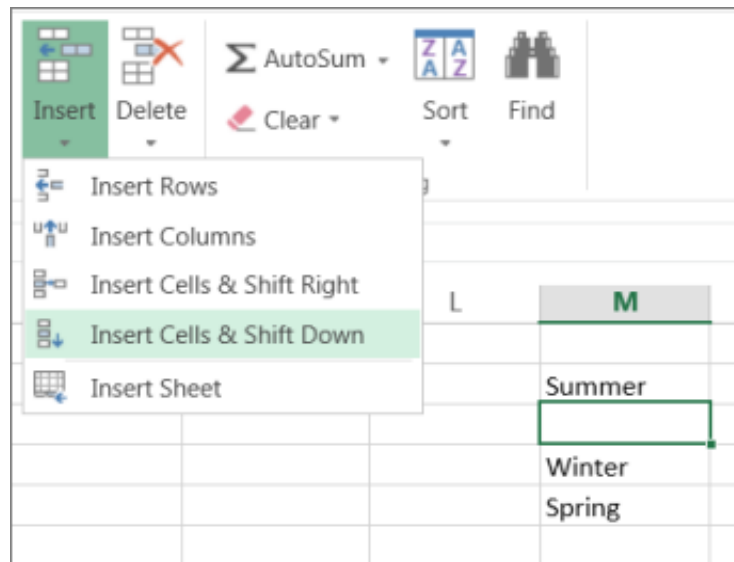 AutoSum
Insert Delete Sort Find
Clear
Insert Rows
Insert Columns
Insert Cells & Shift Right
Insert Cells & Shift Down
Insert Sheet
L M
Summer
Winter
Spring